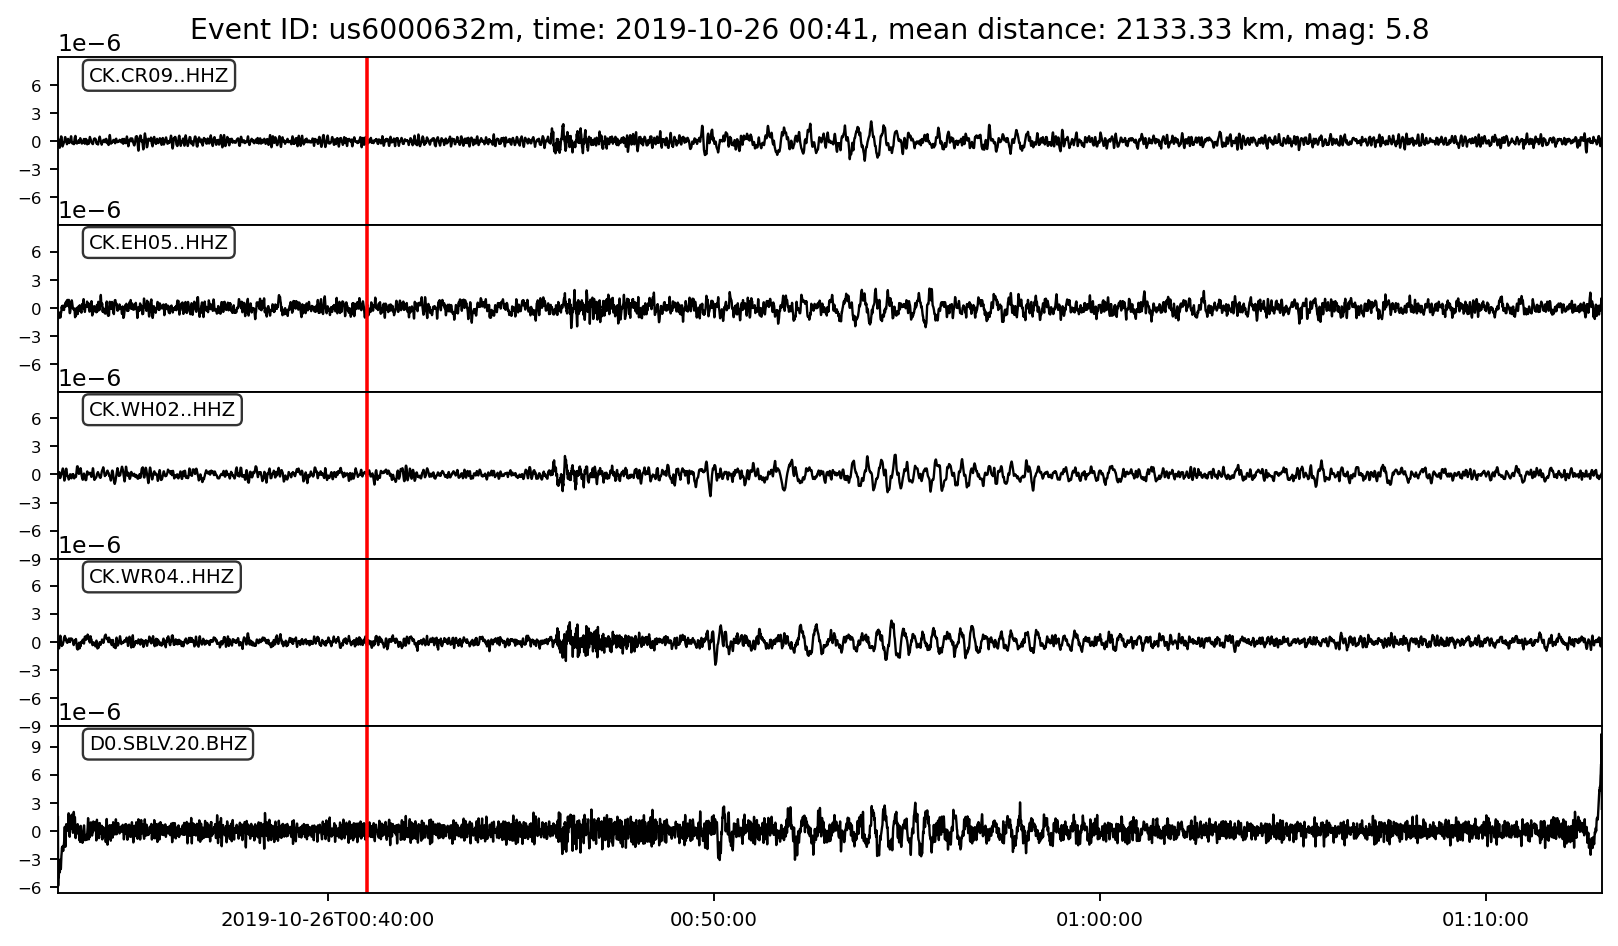 Event ID: us6000632m, time: 2019-10-26 00:41, mean distance: 2133.33 km, mag: 5.8
1e−6
CK.CR09..HHZ
6
3
0
−3
−6
1e−6
CK.EH05..HHZ
6
3
0
−3
−6
1e−6
CK.WH02..HHZ
6
3
0
−3
−6
−9
1e−6
CK.WR04..HHZ
6
3
0
−3
−6
−9
1e−6
D0.SBLV.20.BHZ
9
6
3
0
−3
−6
2019-10-26T00:40:00 00:50:00 01:00:00 01:10:00